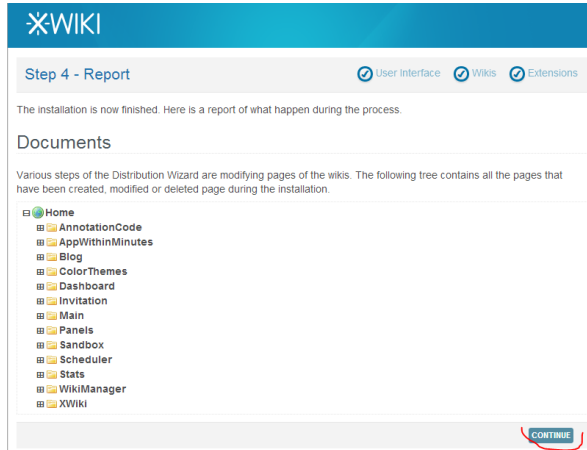 XWIKI
Step 4 - Report
User Interface
Wikis
Extensions
The installation is now finished. Here is a report of what happen during the process.
Documents
Various steps of the Distribution Wizard are modifying pages of the wikis. The following tree contains all the pages that
have been created, modified or deleted page during the installation.
Home
AnnotationCode
AppWithinMinutes
Blog
ColorThemes
Dashboard
Invitation
Main
Panels
Sandbox
Scheduler
Stats
WikiManager
XWiki
CONTINUE